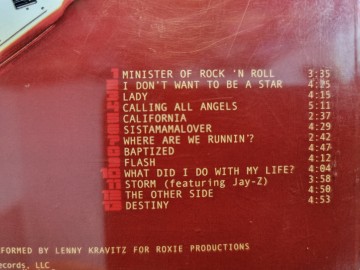 1 MINISTER OF ROCK 'N ROLL 3:35
2 I DON'T WANT TO BE A STAR 4:25
3 LADY 4:15
4 CALLING ALL ANGELS 5:11
5 CALIFORNIA 2:37
6 SISTAMAMALOVER 4:29
7 WHERE ARE WE RUNNIN'? 2:42
8 BAPTIZED 4:47
9 FLASH 4:12
10 WHAT DID I DO WITH MY LIFE? 4:04
11 STORM (featuring Jay-Z) 3:58
12 THE OTHER SIDE 4:50
13 DESTINY 4:53
FORMED BY LENNY KRAVITZ FOR ROXIE PRODUCTIONS
ecords, LLC